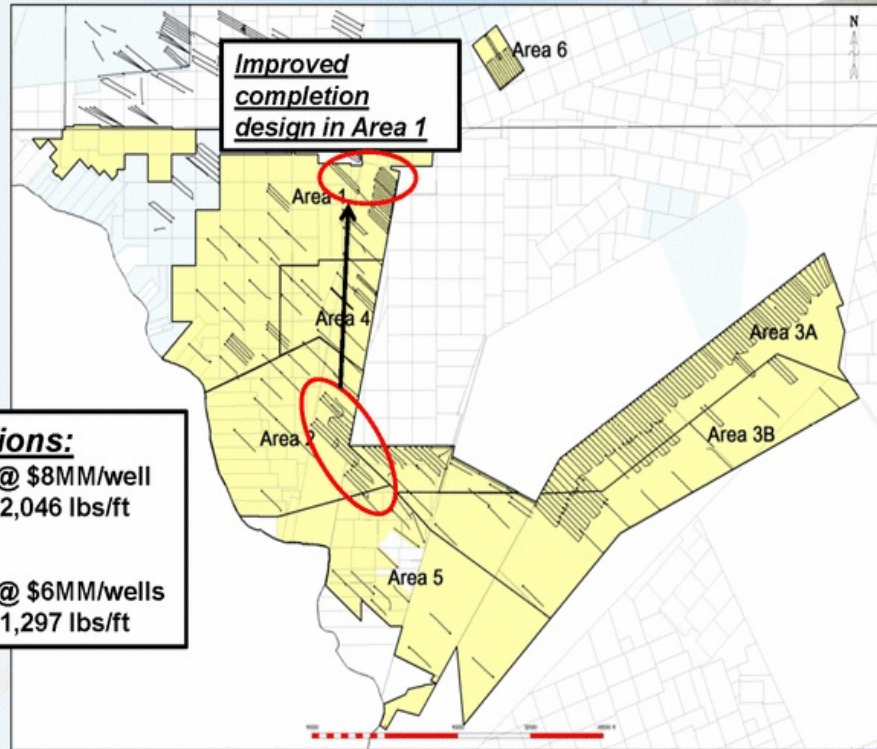 Improved
completion
design in Area 1
Area 6
N
Area 1
Area 4
Area 3A
Area 2
Area 3B
ions:
@ $8MM/well
2,046 lbs/ft
@ $6MM/wells
1,297 lbs/ft
Area 5